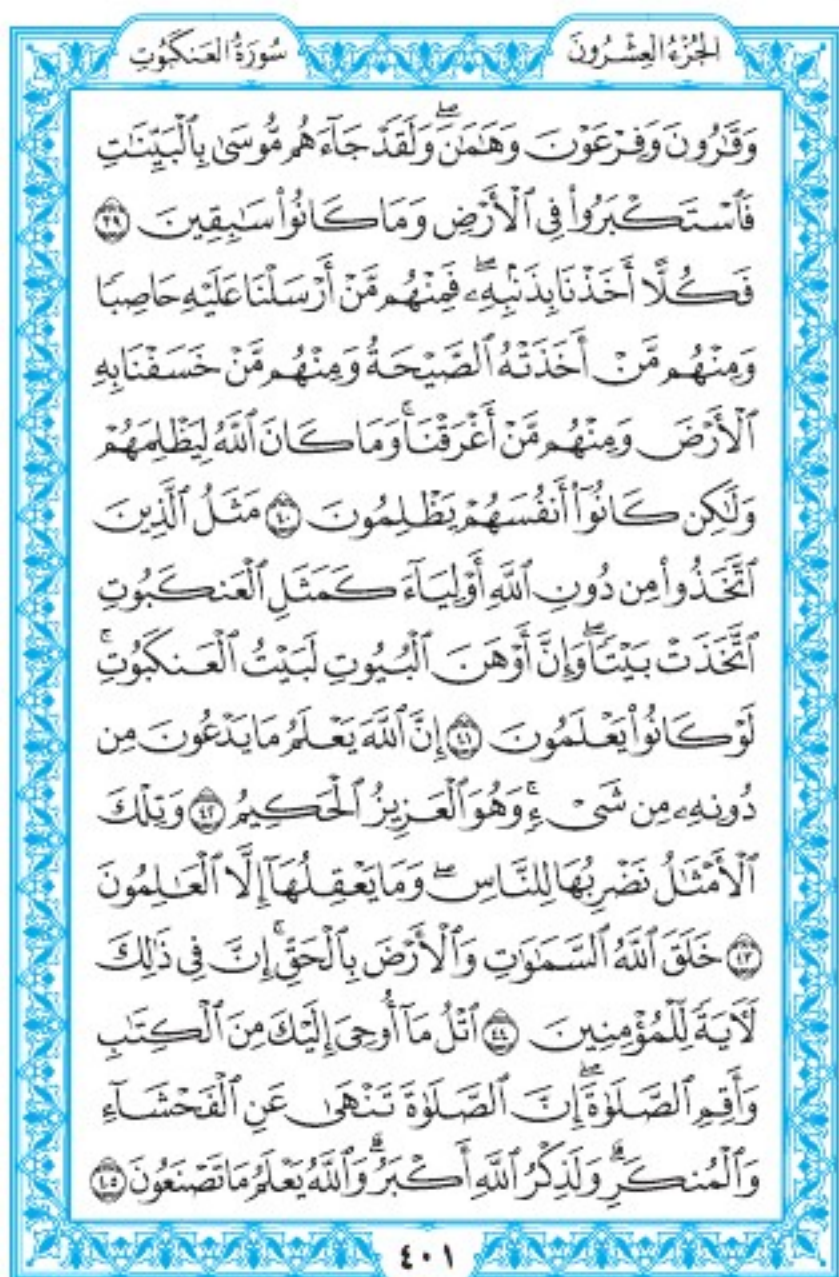 الجُزْءُ العِشْرُونَ
سُورَةُ العَنكَبُوتِ
وَقَٰرُونَ وَفِرْعَوْنَ وَهَٰمَٰنَۖ وَلَقَدْ جَآءَهُم مُّوسَىٰ بِٱلْبَيِّنَٰتِ
فَٱسْتَكْبَرُوا۟ فِى ٱلْأَرْضِ وَمَا كَانُوا۟ سَٰبِقِينَ ٣٩
فَكُلًّا أَخَذْنَا بِذَنۢبِهِۦۖ فَمِنْهُم مَّنْ أَرْسَلْنَا عَلَيْهِ حَاصِبًا
وَمِنْهُم مَّنْ أَخَذَتْهُ ٱلصَّيْحَةُ وَمِنْهُم مَّنْ خَسَفْنَا بِهِ
ٱلْأَرْضَ وَمِنْهُم مَّنْ أَغْرَقْنَاۚ وَمَا كَانَ ٱللَّهُ لِيَظْلِمَهُمْ
وَلَٰكِن كَانُوٓا۟ أَنفُسَهُمْ يَظْلِمُونَ ٤٠ مَثَلُ ٱلَّذِينَ
ٱتَّخَذُوا۟ مِن دُونِ ٱللَّهِ أَوْلِيَآءَ كَمَثَلِ ٱلْعَنكَبُوتِ
ٱتَّخَذَتْ بَيْتًاۖ وَإِنَّ أَوْهَنَ ٱلْبُيُوتِ لَبَيْتُ ٱلْعَنكَبُوتِۚ
لَوْ كَانُوا۟ يَعْلَمُونَ ٤١ إِنَّ ٱللَّهَ يَعْلَمُ مَا يَدْعُونَ مِن
دُونِهِۦ مِن شَىْءٍۚ وَهُوَ ٱلْعَزِيزُ ٱلْحَكِيمُ ٤٢ وَتِلْكَ
ٱلْأَمْثَٰلُ نَضْرِبُهَا لِلنَّاسِۖ وَمَا يَعْقِلُهَآ إِلَّا ٱلْعَٰلِمُونَ
٤٣ خَلَقَ ٱللَّهُ ٱلسَّمَٰوَٰتِ وَٱلْأَرْضَ بِٱلْحَقِّۚ إِنَّ فِى ذَٰلِكَ
لَءَايَةً لِّلْمُؤْمِنِينَ ٤٤ ٱتْلُ مَآ أُوحِىَ إِلَيْكَ مِنَ ٱلْكِتَٰبِ
وَأَقِمِ ٱلصَّلَوٰةَۖ إِنَّ ٱلصَّلَوٰةَ تَنْهَىٰ عَنِ ٱلْفَحْشَآءِ
وَٱلْمُنكَرِۗ وَلَذِكْرُ ٱللَّهِ أَكْبَرُۗ وَٱللَّهُ يَعْلَمُ مَا تَصْنَعُونَ ٤٥
٤٠١